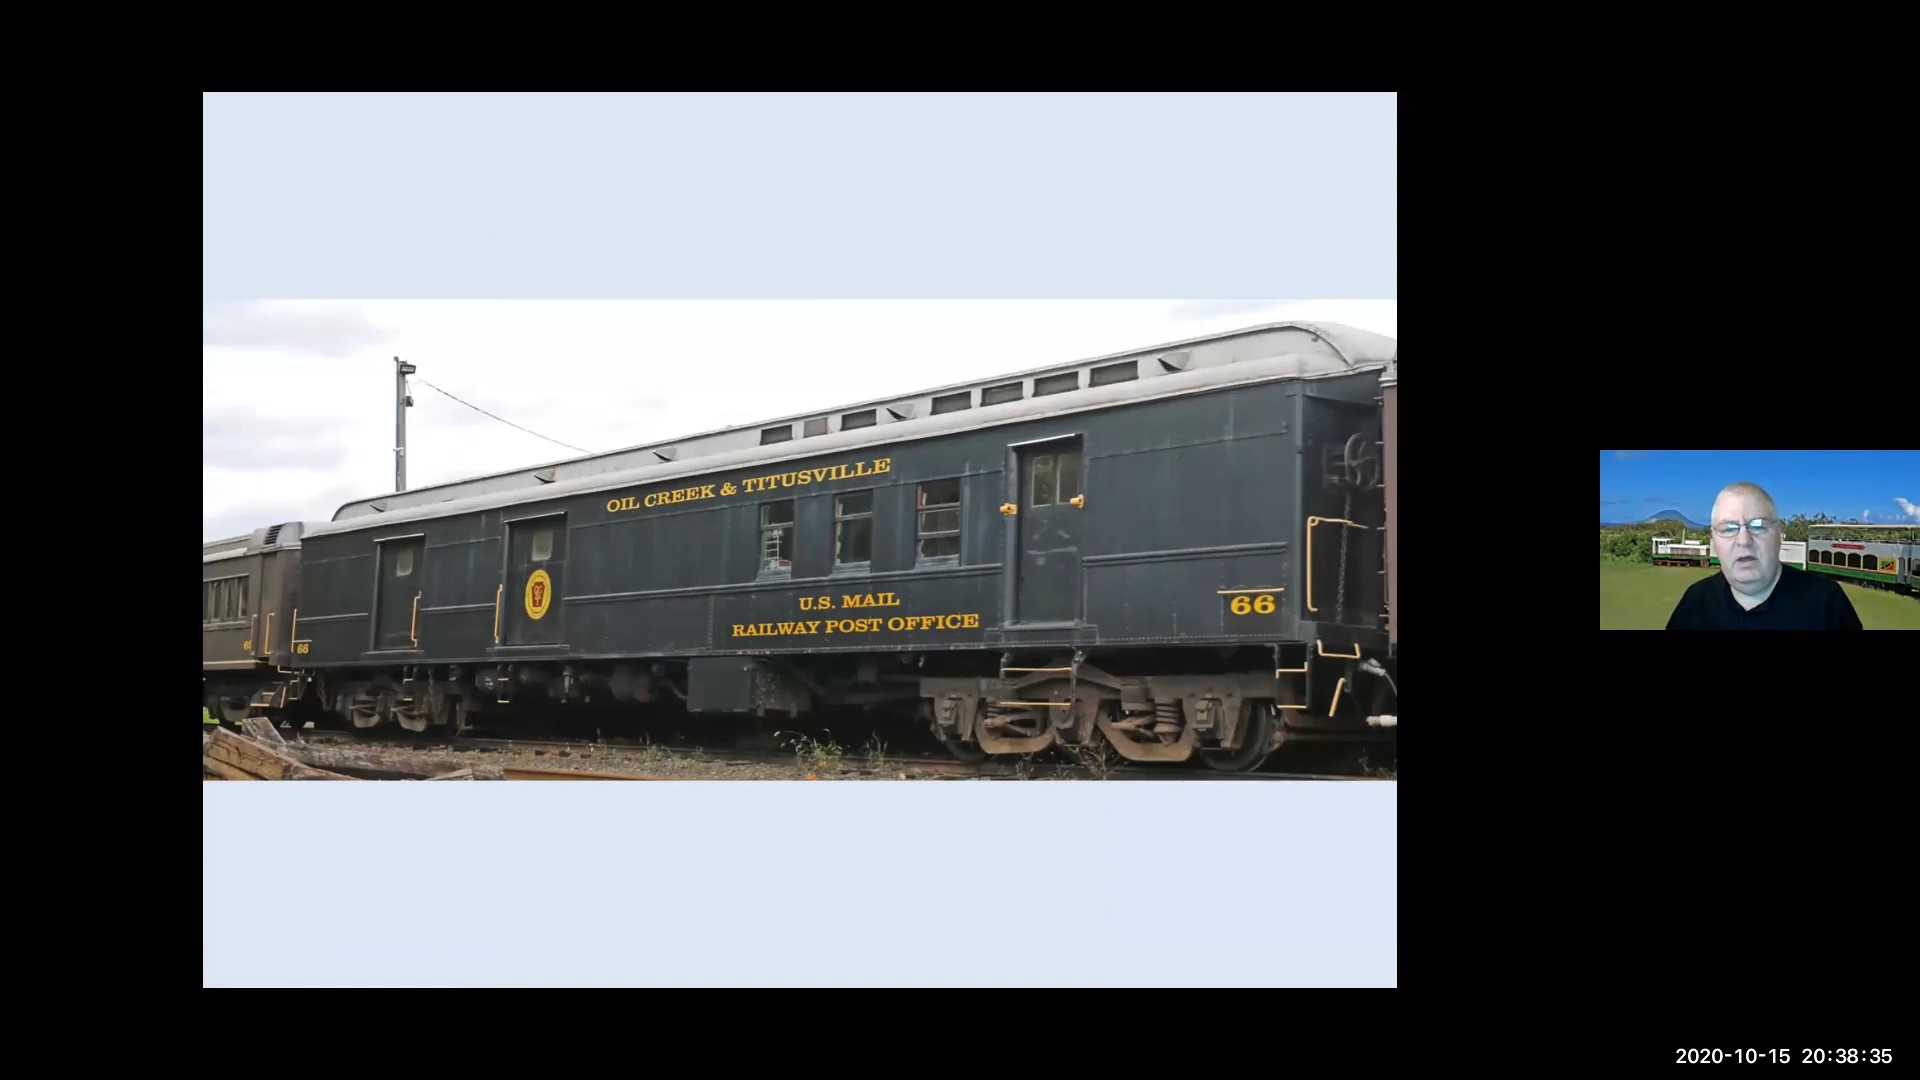 OIL CREEK & TITUSVILLE
U.S. MAIL
RAILWAY POST OFFICE
66
66
2020-10-15 20:38:35